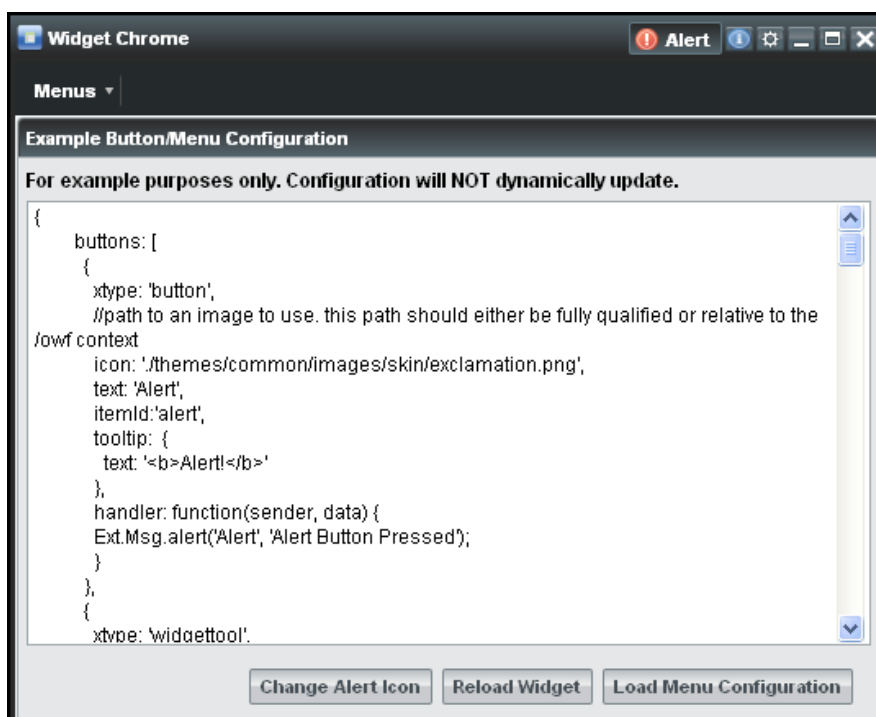 Widget Chrome
Alert
Menus
Example Button/Menu Configuration
For example purposes only. Configuration will NOT dynamically update.
{
buttons: [
{
xtype: 'button',
//path to an image to use. this path should either be fully qualified or relative to the
/owf context
icon: './themes/common/images/skin/exclamation.png',
text: 'Alert',
itemId:'alert',
tooltip: {
text: '<b>Alert!</b>'
},
handler: function(sender, data) {
Ext.Msg.alert('Alert', 'Alert Button Pressed');
}
},
{
xtype: 'widgettool',
Change Alert Icon Reload Widget Load Menu Configuration